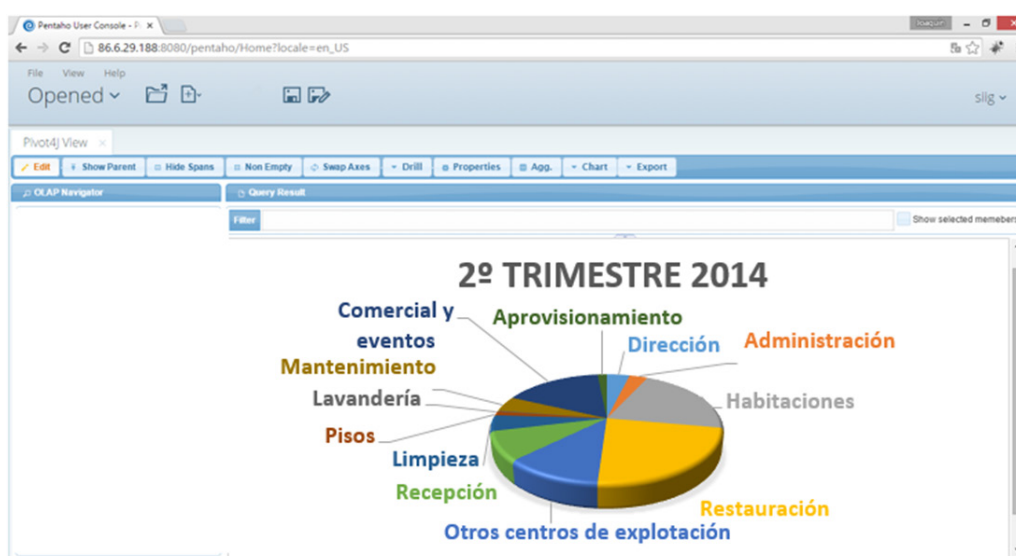 Pentaho User Console - P
86.6.29.188:8080/pentaho/Home?locale=en_US
File View Help
Opened
siig
Pivot4J View
Edit Show Parent Hide Spans Non Empty Swap Axes Drill Properties Agg. Chart Export
OLAP Navigator Query Result
Filter Show selected memebers
2º TRIMESTRE 2014
Comercial y
eventos
Aprovisionamiento
Dirección
Administración
Mantenimiento
Lavandería
Habitaciones
Pisos
Limpieza
Recepción
Restauración
Otros centros de explotación